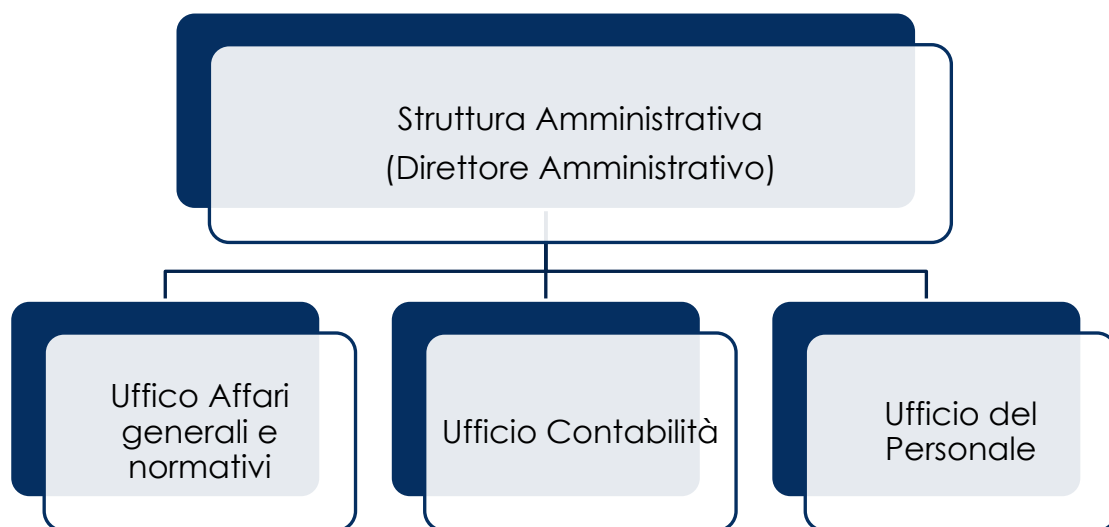 Struttura Amministrativa
(Direttore Amministrativo)
Uffico Affari
generali e
normativi
Ufficio Contabilità
Ufficio del
Personale